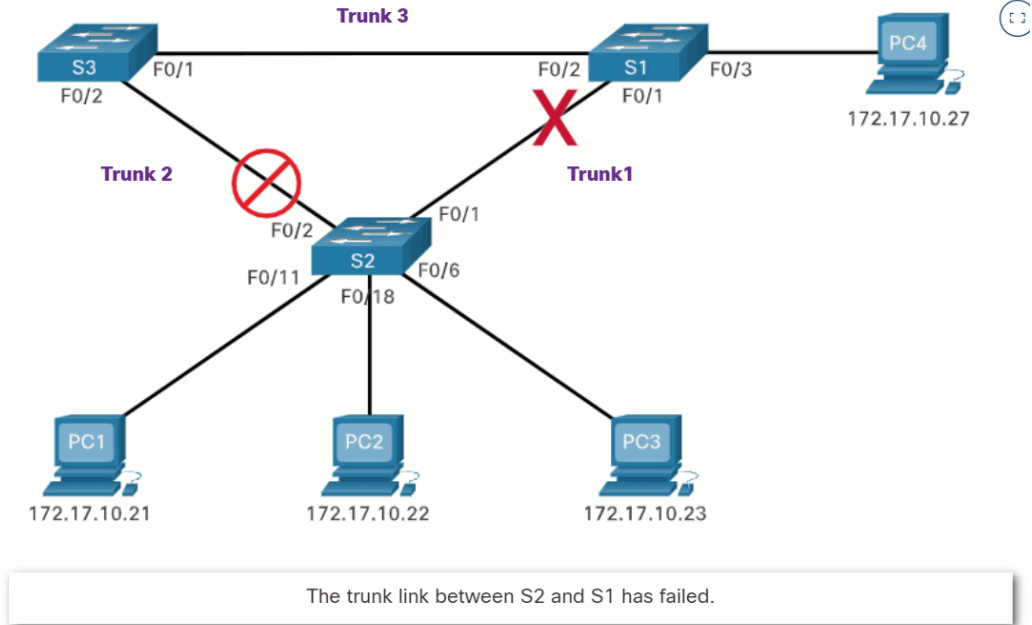 Trunk 3
S3
F0/1
F0/2
S1
F0/3
PC4
F0/2
F0/1
172.17.10.27
Trunk 2
Trunk1
F0/1
F0/2
S2
F0/6
F0/11
F0/18
PC1
PC2
PC3
172.17.10.21
172.17.10.22
172.17.10.23
The trunk link between S2 and S1 has failed.